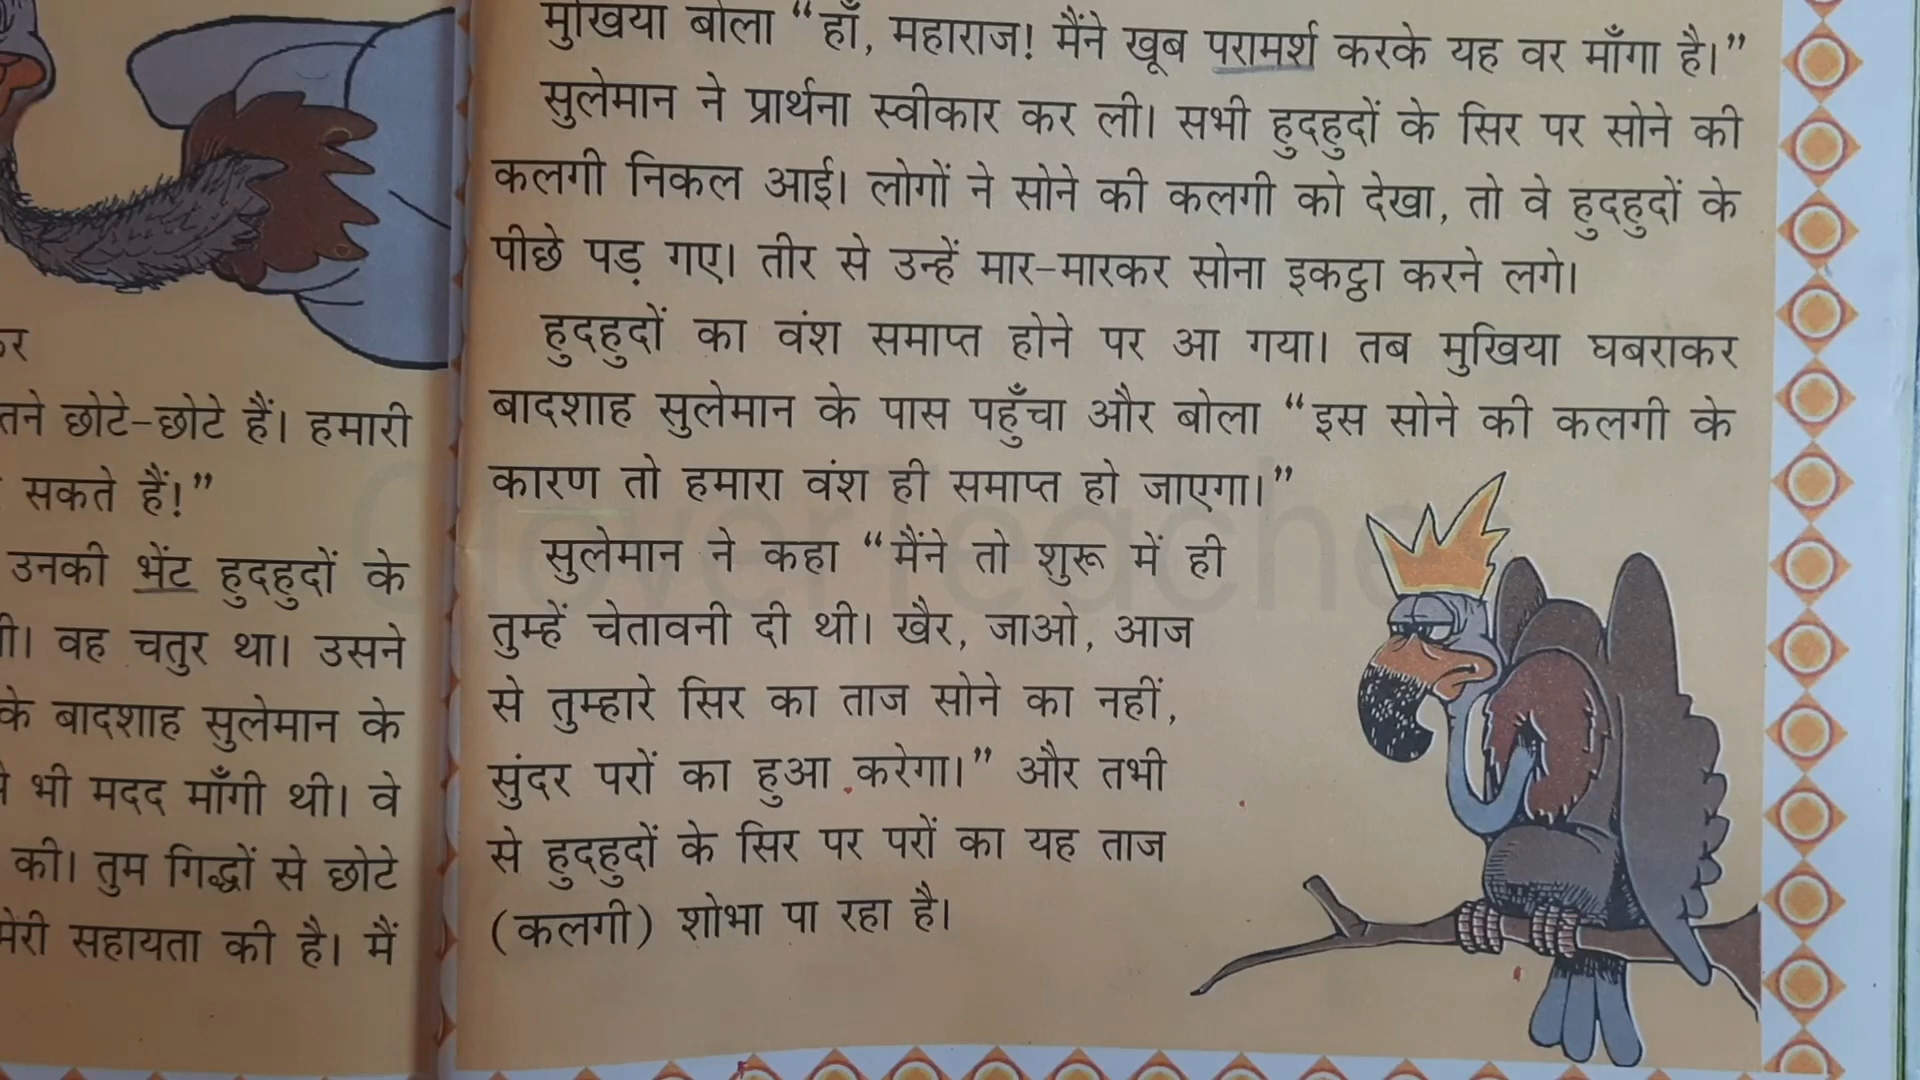 तने छोटे-छोटे हैं। हमारी
सकते हैं!”
उनकी भेंट हुदहुदों के
वह चतुर था। उसने
के बादशाह सुलेमान के
भी मदद माँगी थी। वे
की। तुम गिद्धों से छोटे
मेरी सहायता की है। मैं
मुखिया बोला “हाँ, महाराज! मैंने खूब परामर्श करके यह वर माँगा है।”
सुलेमान ने प्रार्थना स्वीकार कर ली। सभी हुदहुदों के सिर पर सोने की
कलगी निकल आई। लोगों ने सोने की कलगी को देखा, तो वे हुदहुदों के
पीछे पड़ गए। तीर से उन्हें मार-मारकर सोना इकट्ठा करने लगे।
हुदहुदों का वंश समाप्त होने पर आ गया। तब मुखिया घबराकर
बादशाह सुलेमान के पास पहुँचा और बोला “इस सोने की कलगी के
कारण तो हमारा वंश ही समाप्त हो जाएगा।”
सुलेमान ने कहा “मैंने तो शुरू में ही
तुम्हें चेतावनी दी थी। खैर, जाओ, आज
से तुम्हारे सिर का ताज सोने का नहीं,
सुंदर परों का हुआ करेगा।” और तभी
से हुदहुदों के सिर पर परों का यह ताज
(कलगी) शोभा पा रहा है।